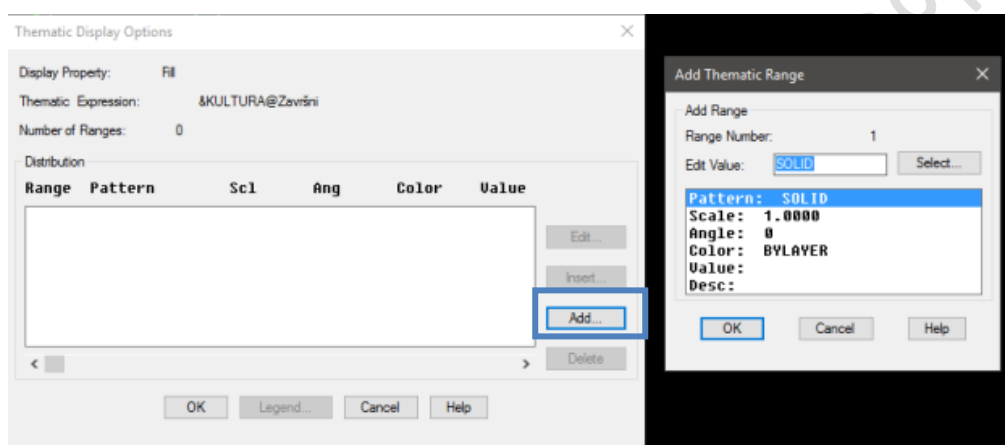 Thematic Display Options
Display Property: Fill
Thematic Expression: &KULTURA@Završni
Number of Ranges: 0
Distribution
Range Pattern Scl Ang Color Value
Edit...
Insert...
Add...
Delete
OK Legend... Cancel Help
Add Thematic Range
Add Range
Range Number: 1
Edit Value: SOLID Select...
Pattern: SOLID
Scale: 1.0000
Angle: 0
Color: BYLAYER
Value:
Desc:
OK Cancel Help